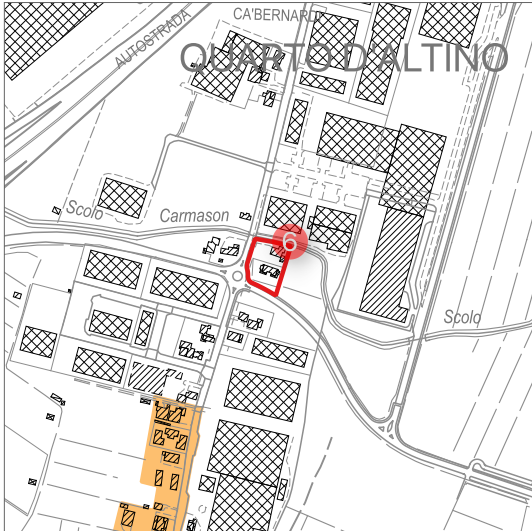 CA'BERNARDI
AUTOSTRADA
QUARTO D'ALTINO
Scolo
Carmason
6
Scolo